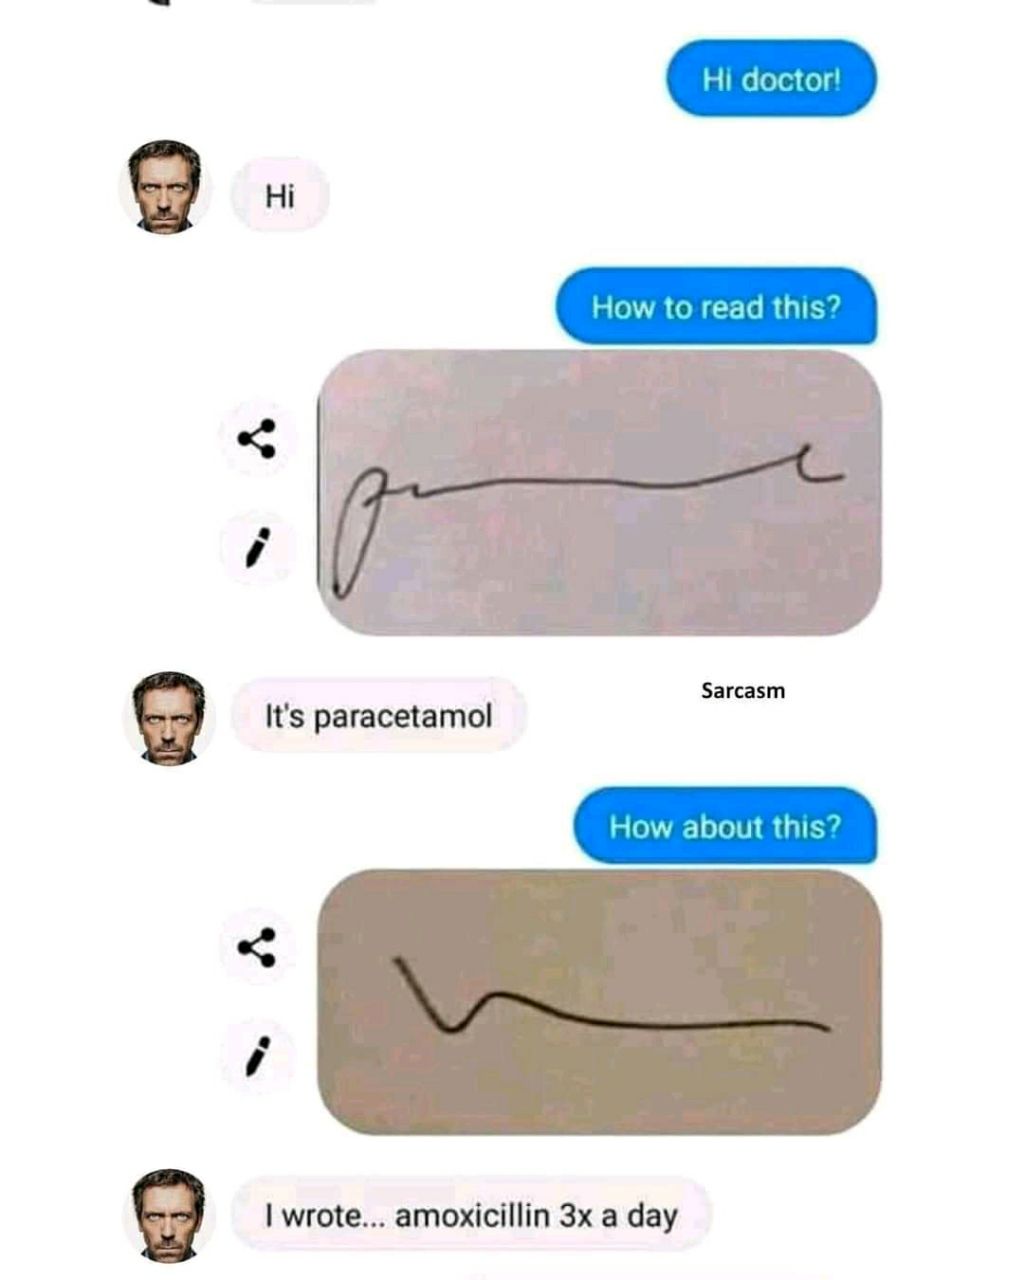 Hi doctor!
Hi
How to read this?
It's paracetamol
Sarcasm
How about this?
I wrote... amoxicillin 3x a day